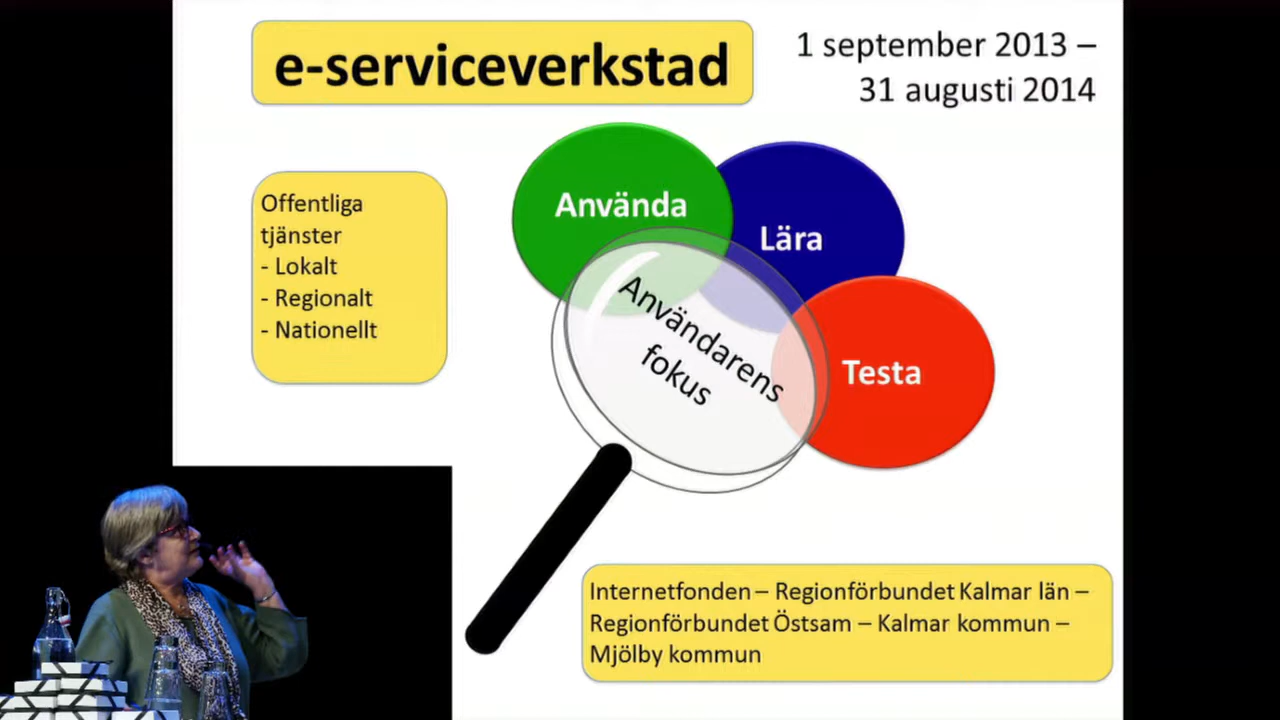 e-serviceverkstad
1 september 2013 –
31 augusti 2014
Offentliga
tjänster
- Lokalt
- Regionalt
- Nationellt
Använda
Lära
Testa
Användarens
fokus
Internetfonden – Regionförbundet Kalmar län –
Regionförbundet Östsam – Kalmar kommun –
Mjölby kommun